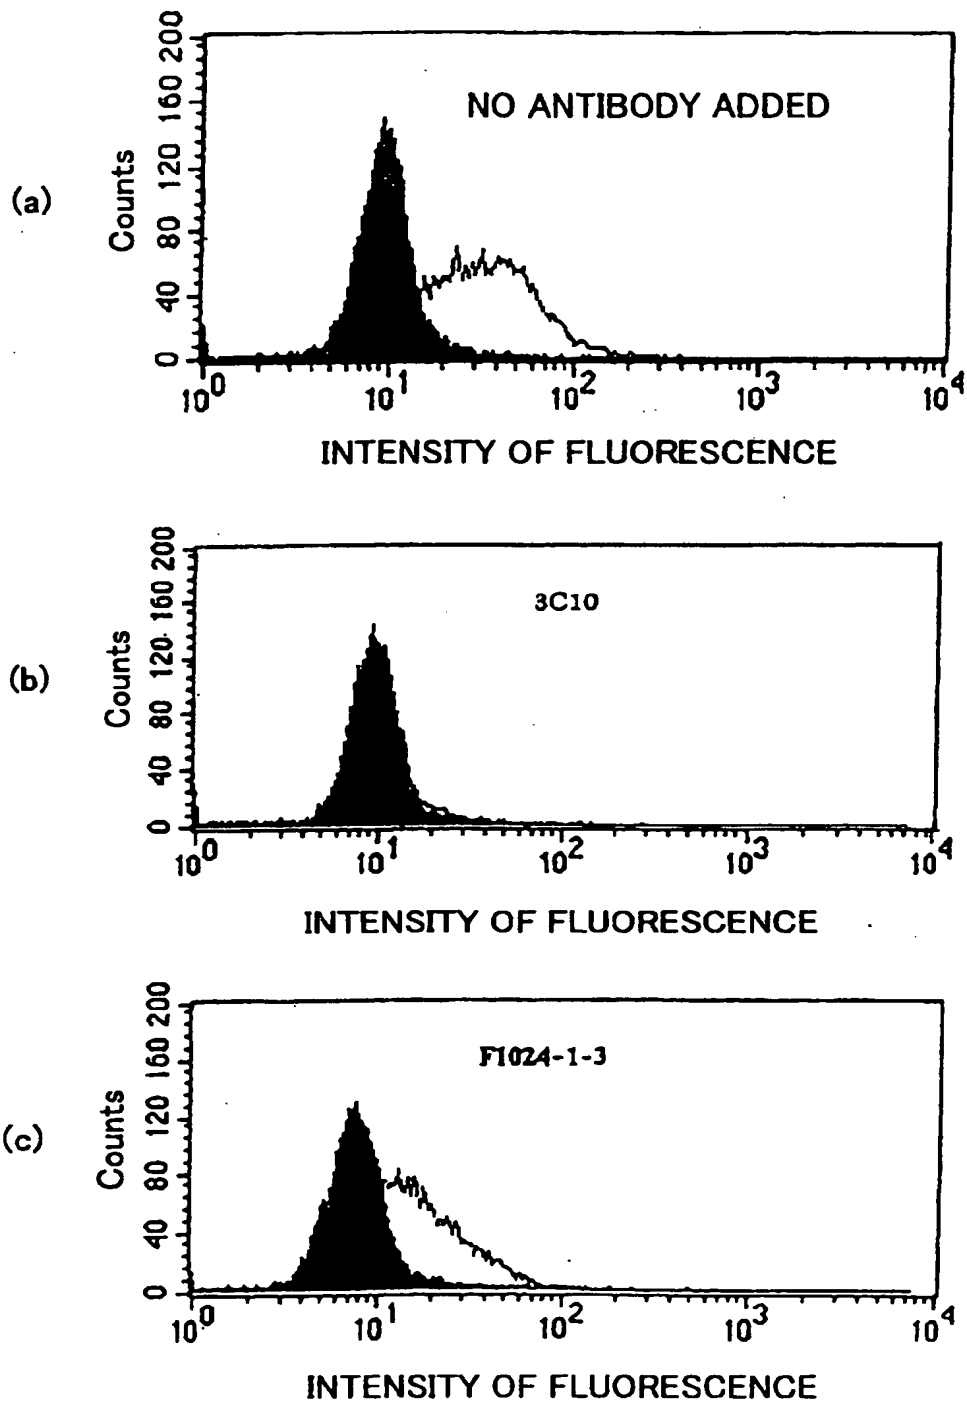 (a)
NO ANTIBODY ADDED
Counts
200
160
120
80
40
0
10^0 10^1 10^2 10^3 10^4
INTENSITY OF FLUORESCENCE
(b)
3C10
Counts
200
160
120
80
40
0
10^0 10^1 10^2 10^3 10^4
INTENSITY OF FLUORESCENCE
(c)
F1024-1-3
Counts
200
160
120
80
40
0
10^0 10^1 10^2 10^3 10^4
INTENSITY OF FLUORESCENCE